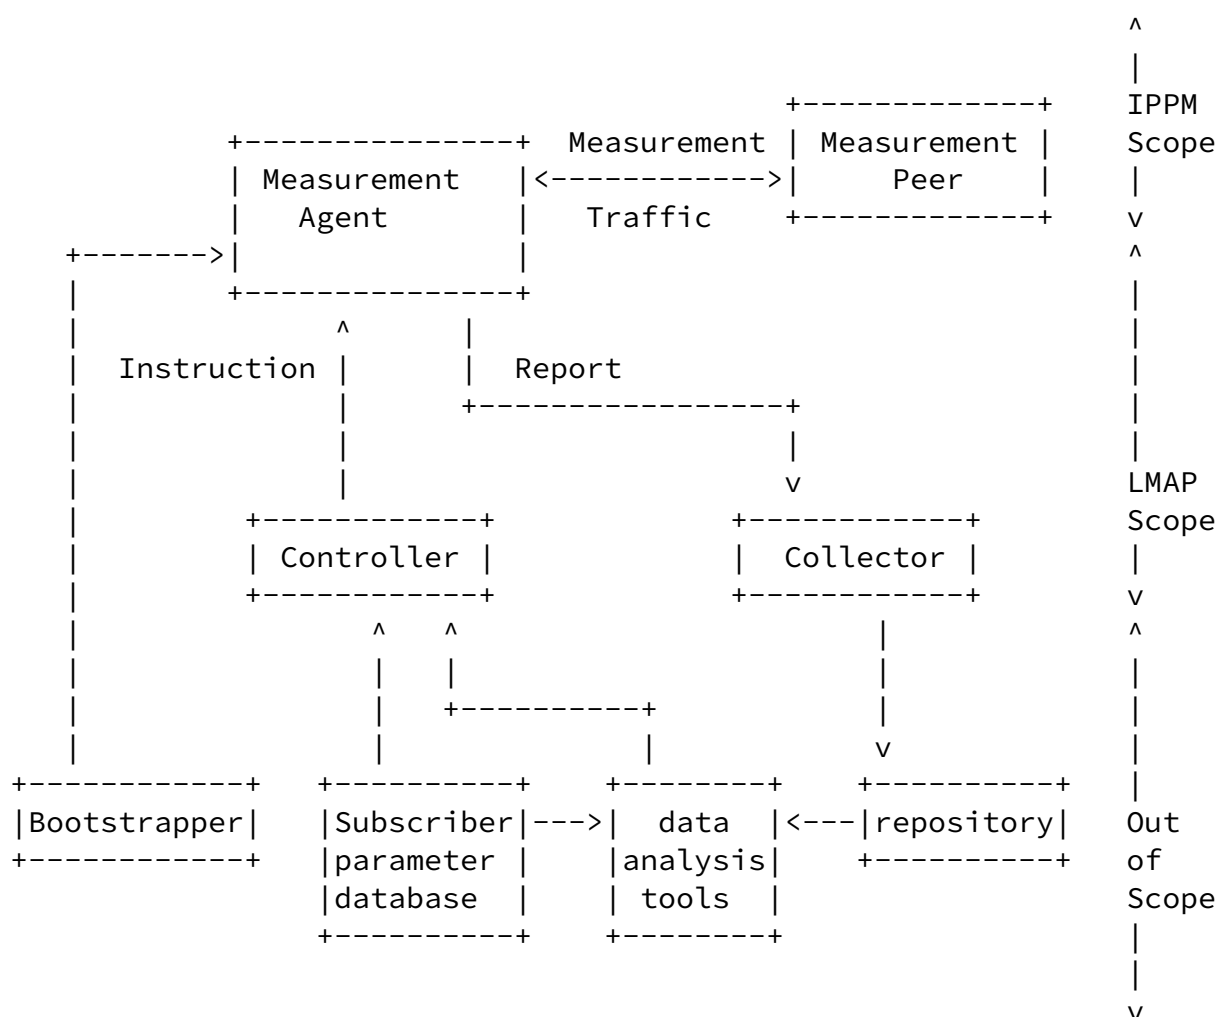 IPPM
Measurement Measurement Scope
Measurement Peer
Agent Traffic
Instruction Report
LMAP
Scope
Controller Collector
Bootstrapper Subscriber data repository Out
parameter analysis of
database tools Scope